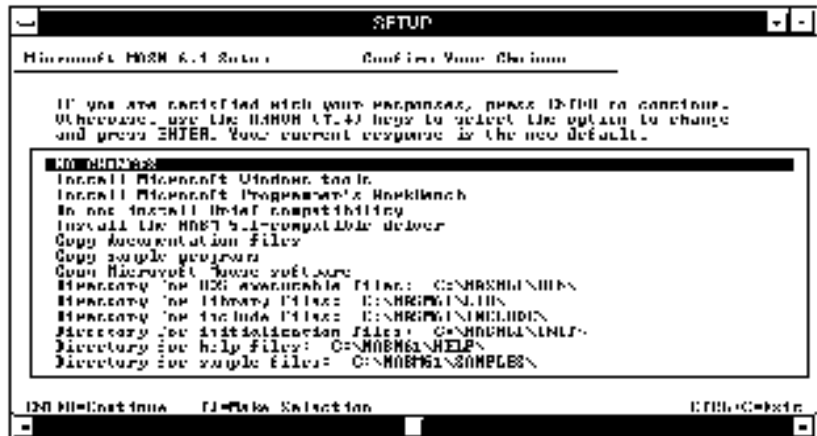 SETUP
Microsoft MASM 6.1 Setup Confirm Your Choices
If you are satisfied with your responses, press ENTER to continue.
Otherwise, use the ARROW (↑,↓) keys to select the option to change
and press ENTER. Your current response is the new default.
NO CHANGES
Install Microsoft Windows tools
Install Microsoft Programmer's WorkBench
Do not install Brief compatibility
Install the MASM 5.1-compatible driver
Copy documentation files
Copy sample program
Copy Microsoft Mouse software
Directory for DOS executable files: C:\MASM61\BIN\
Directory for library files: C:\MASM61\LIB\
Directory for include files: C:\MASM61\INCLUDE\
Directory for initialization files: C:\MASM61\INIT\
Directory for help files: C:\MASM61\HELP\
Directory for sample files: C:\MASM61\SAMPLES\
ENTER=Continue F1=Make Selection